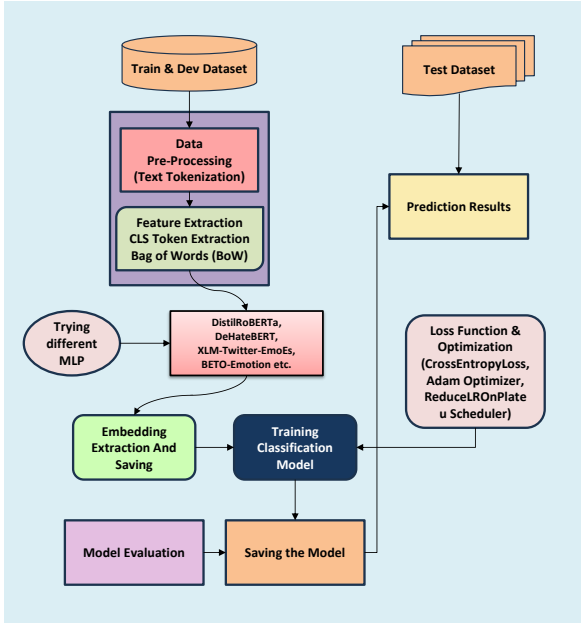 Train & Dev Dataset
Test Dataset
Data
Pre-Processing
(Text Tokenization)
Prediction Results
Feature Extraction
CLS Token Extraction
Bag of Words (BoW)
Trying
different
MLP
DistilRoBERTa,
DeHateBERT,
XLM-Twitter-EmoEs,
BETO-Emotion etc.
Loss Function &
Optimization
(CrossEntropyLoss,
Adam Optimizer,
ReduceLROnPlate
u Scheduler)
Embedding
Extraction And
Saving
Training
Classification
Model
Model Evaluation
Saving the Model